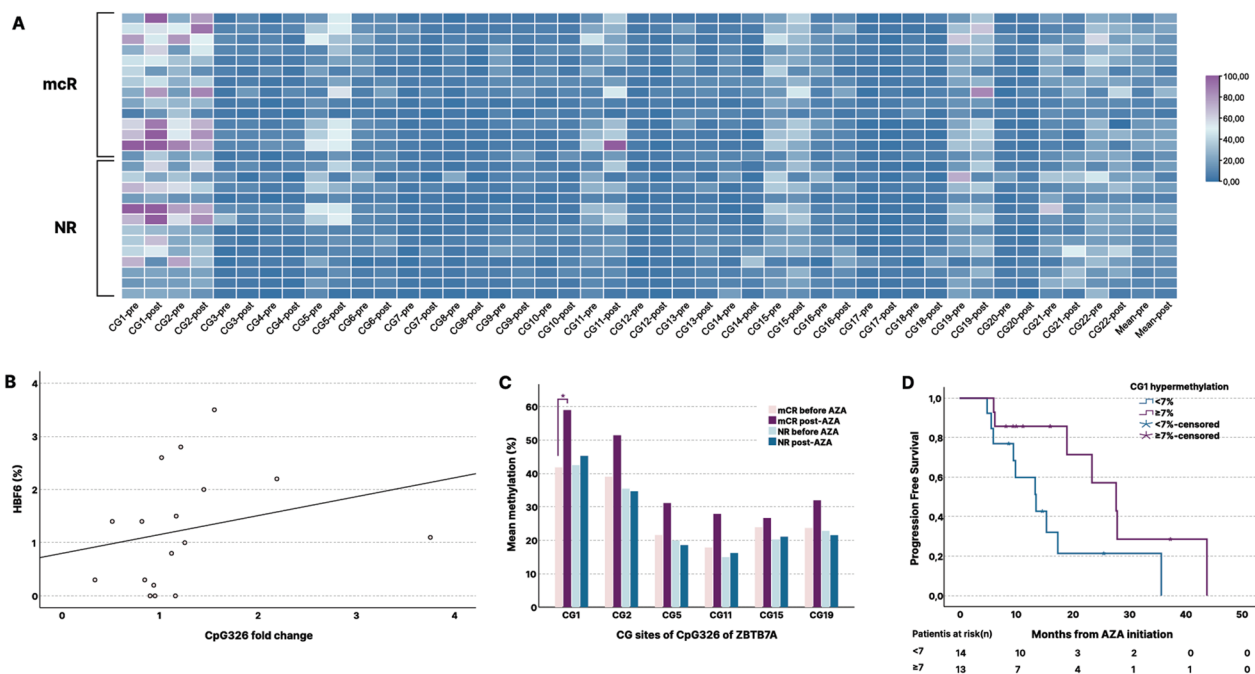 A
mcR
NR
100,00
80,00
60,00
40,00
20,00
0,00
CG1-pre CG1-post CG2-pre CG2-post CG3-pre CG3-post CG4-pre CG4-post CG5-pre CG5-post CG6-pre CG6-post CG7-pre CG7-post CG8-pre CG8-post CG9-pre CG9-post CG10-pre CG10-post CG11-pre CG11-post CG12-pre CG12-post CG13-pre CG13-post CG14-pre CG14-post CG15-pre CG15-post CG16-pre CG16-post CG17-pre CG17-post CG18-pre CG18-post CG19-pre CG19-post CG20-pre CG20-post CG21-pre CG21-post CG22-pre CG22-post Mean-pre Mean-post
B
HBF6 (%)
4
3
2
1
0
0 1 2 3 4
CpG326 fold change
C
Mean methylation (%)
60
50
40
30
20
10
0
*
mCR before AZA
mCR post-AZA
NR before AZA
NR post-AZA
CG1 CG2 CG5 CG11 CG15 CG19
CG sites of CpG326 of ZBTB7A
D
Progression Free Survival
1,0
0,8
0,6
0,4
0,2
0,0
CG1 hypermethylation
<7%
≥7%
<7%-censored
≥7%-censored
0 10 20 30 40 50
Patientis at risk(n) Months from AZA initiation
<7 14 10 3 2 0 0
≥7 13 7 4 1 1 0